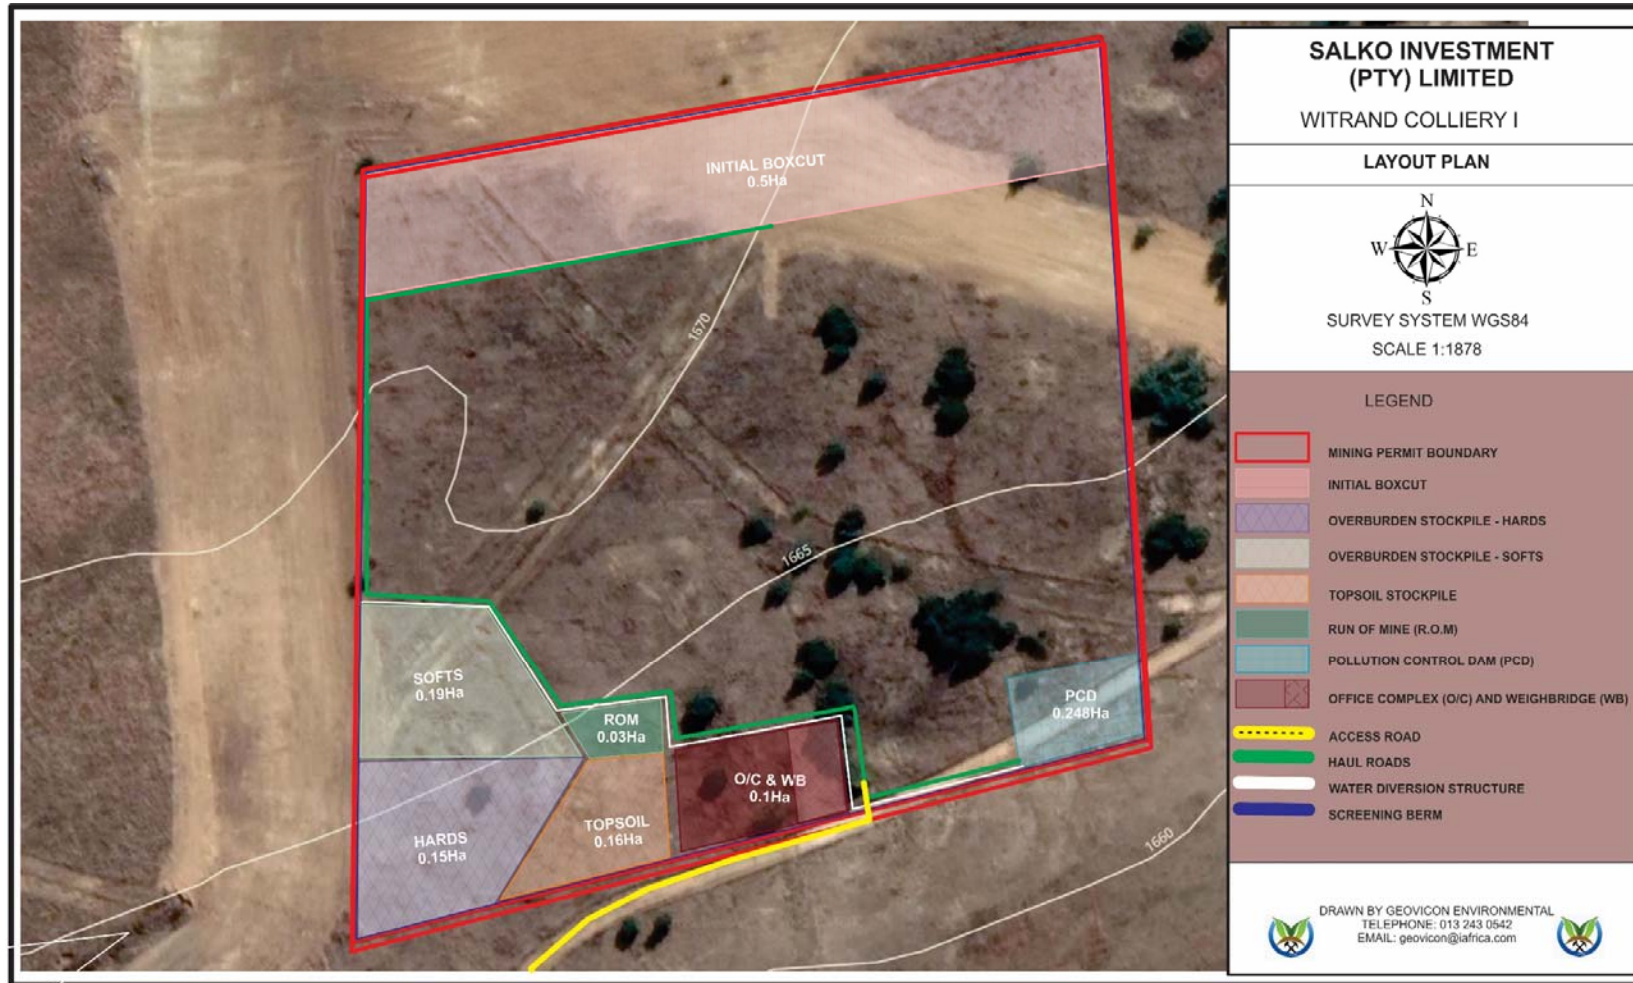 INITIAL BOXCUT
0.5Ha
1670
1665
SOFTS
0.19Ha
ROM
0.03Ha
PCD
0.248Ha
O/C & WB
0.1Ha
HARDS
0.15Ha
TOPSOIL
0.16Ha
1660
SALKO INVESTMENT
(PTY) LIMITED
WITRAND COLLIERY I
LAYOUT PLAN
N
W
E
S
SURVEY SYSTEM WGS84
SCALE 1:1878
LEGEND
MINING PERMIT BOUNDARY
INITIAL BOXCUT
OVERBURDEN STOCKPILE - HARDS
OVERBURDEN STOCKPILE - SOFTS
TOPSOIL STOCKPILE
RUN OF MINE (R.O.M)
POLLUTION CONTROL DAM (PCD)
OFFICE COMPLEX (O/C) AND WEIGHBRIDGE (WB)
ACCESS ROAD
HAUL ROADS
WATER DIVERSION STRUCTURE
SCREENING BERM
DRAWN BY GEOVICON ENVIRONMENTAL
TELEPHONE: 013 243 0542
EMAIL: geovicon@iafrica.com